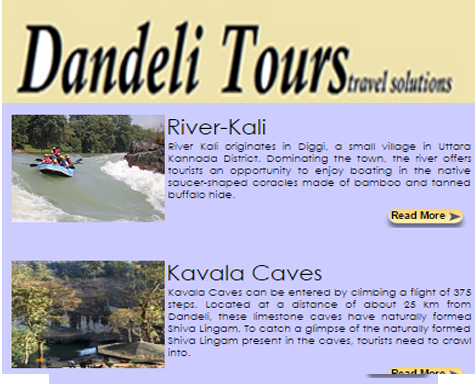 Dandeli Tours travel solutions
River-Kali
River Kali originates in Diggi, a small village in Uttara
Kannada District. Dominating the town, the river offers
tourists an opportunity to enjoy boating in the native
saucer-shaped coracles made of bamboo and tanned
buffalo hide.
Read More
Kavala Caves
Kavala Caves can be entered by climbing a flight of 375
steps. Located at a distance of about 25 km from
Dandeli, these limestone caves have naturally formed
Shiva Lingam. To catch a glimpse of the naturally formed
Shiva Lingam present in the caves, tourists need to crawl
into.
Read More